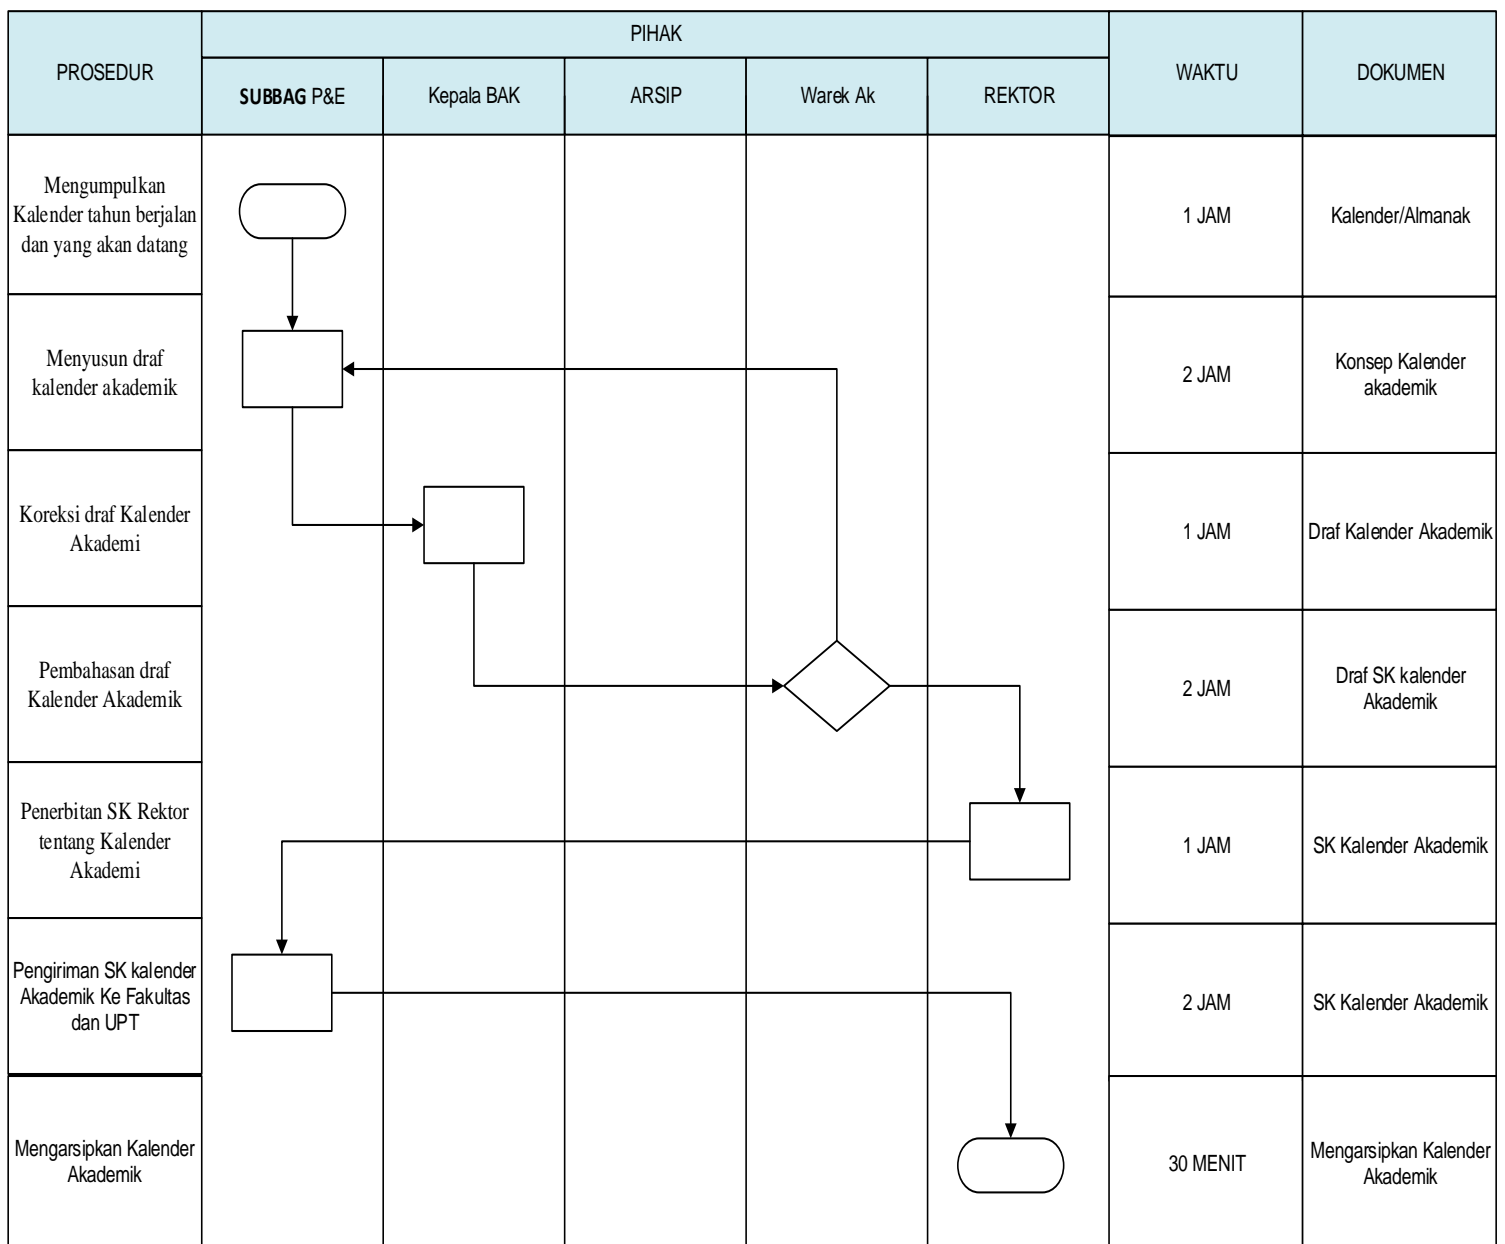 PROSEDUR
PIHAK
WAKTU
DOKUMEN
SUBBAG P&E
Kepala BAK
ARSIP
Warek Ak
REKTOR
Mengumpulkan
Kalender tahun berjalan
dan yang akan datang
1 JAM
Kalender/Almanak
Menyusun draf
kalender akademik
2 JAM
Konsep Kalender
akademik
Koreksi draf Kalender
Akademi
1 JAM
Draf Kalender Akademik
Pembahasan draf
Kalender Akademik
2 JAM
Draf SK kalender
Akademik
Penerbitan SK Rektor
tentang Kalender
Akademi
1 JAM
SK Kalender Akademik
Pengiriman SK kalender
Akademik Ke Fakultas
dan UPT
2 JAM
SK Kalender Akademik
Mengarsipkan Kalender
Akademik
30 MENIT
Mengarsipkan Kalender
Akademik